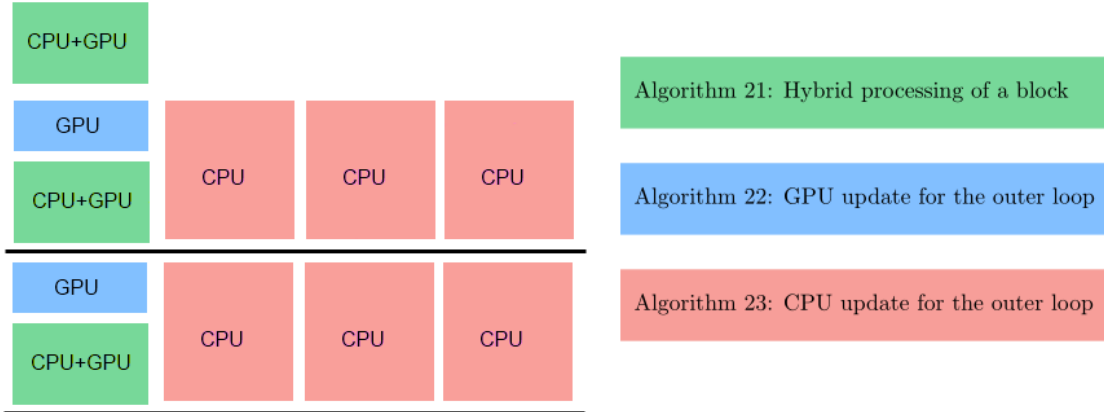 CPU+GPU
GPU
CPU+GPU
CPU
CPU
CPU
GPU
CPU+GPU
CPU
CPU
CPU
Algorithm 21: Hybrid processing of a block
Algorithm 22: GPU update for the outer loop
Algorithm 23: CPU update for the outer loop